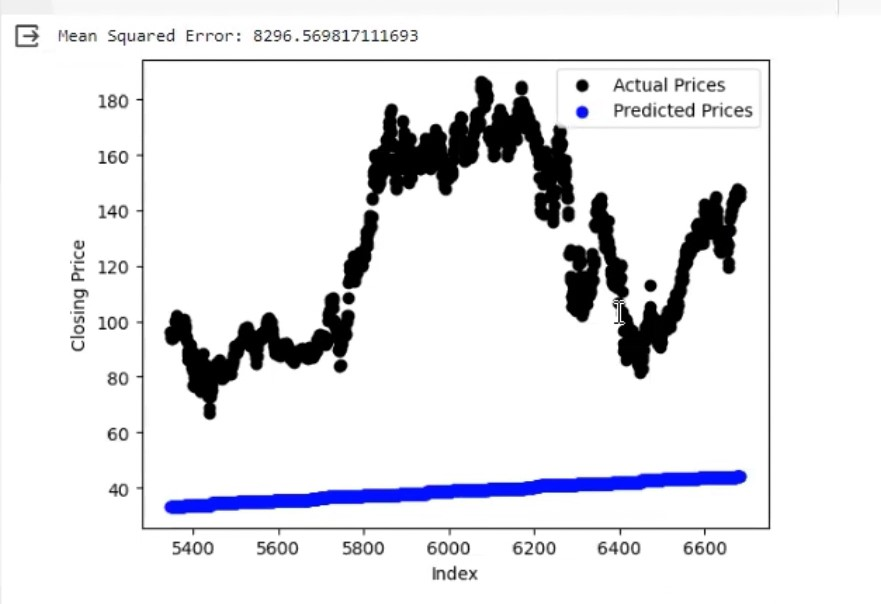 Mean Squared Error: 8296.569817111693
Actual Prices
Predicted Prices
180
160
140
120
100
80
60
40
Closing Price
5400 5600 5800 6000 6200 6400 6600
Index